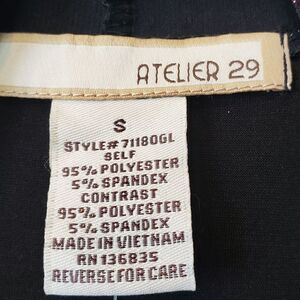 ATELIER 29
S
STYLE# 71180GL
SELF
95% POLYESTER
5% SPANDEX
CONTRAST
95% POLYESTER
5% SPANDEX
MADE IN VIETNAM
RN 136835
REVERSE FOR CARE